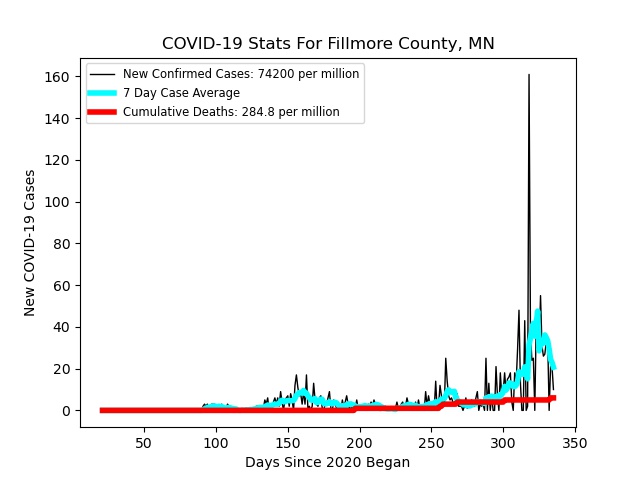 COVID-19 Stats For Fillmore County, MN
New Confirmed Cases: 74200 per million
7 Day Case Average
Cumulative Deaths: 284.8 per million
New COVID-19 Cases
160
140
120
100
80
60
40
20
0
50 100 150 200 250 300 350
Days Since 2020 Began